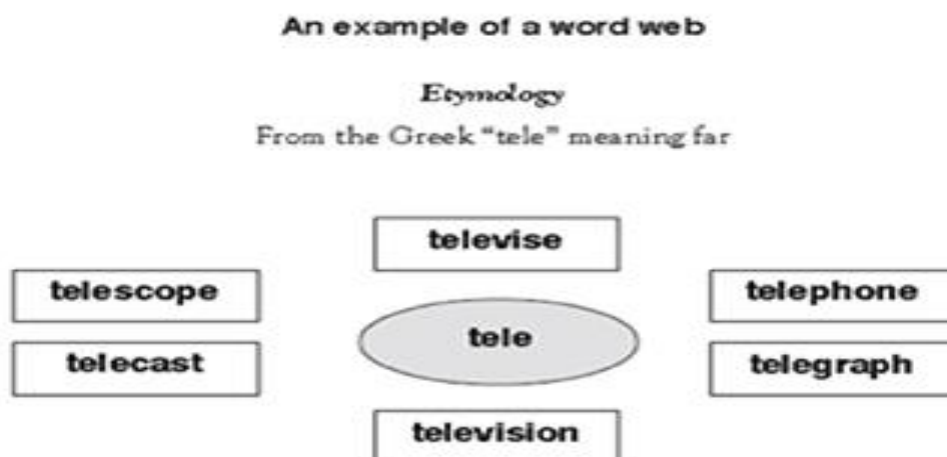 An example of a word web
Etymology
From the Greek "tele" meaning far
televise
telescope
telephone
tele
telecast
telegraph
television